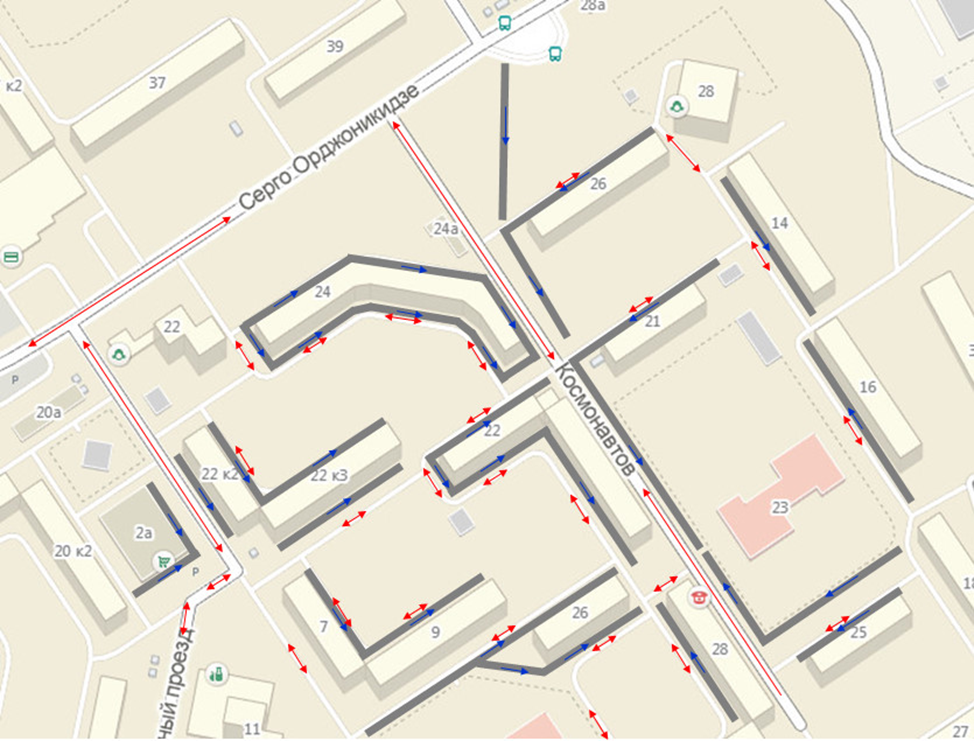 28а
39
37
к2
28
Серго Орджоникидзе
26
24а
14
24
22
21
Р
20а
Космонавтов
16
22
22 к2
22 к3
23
2а
20 к2
Р
7
9
26
28
25
18
ный проезд
11
27